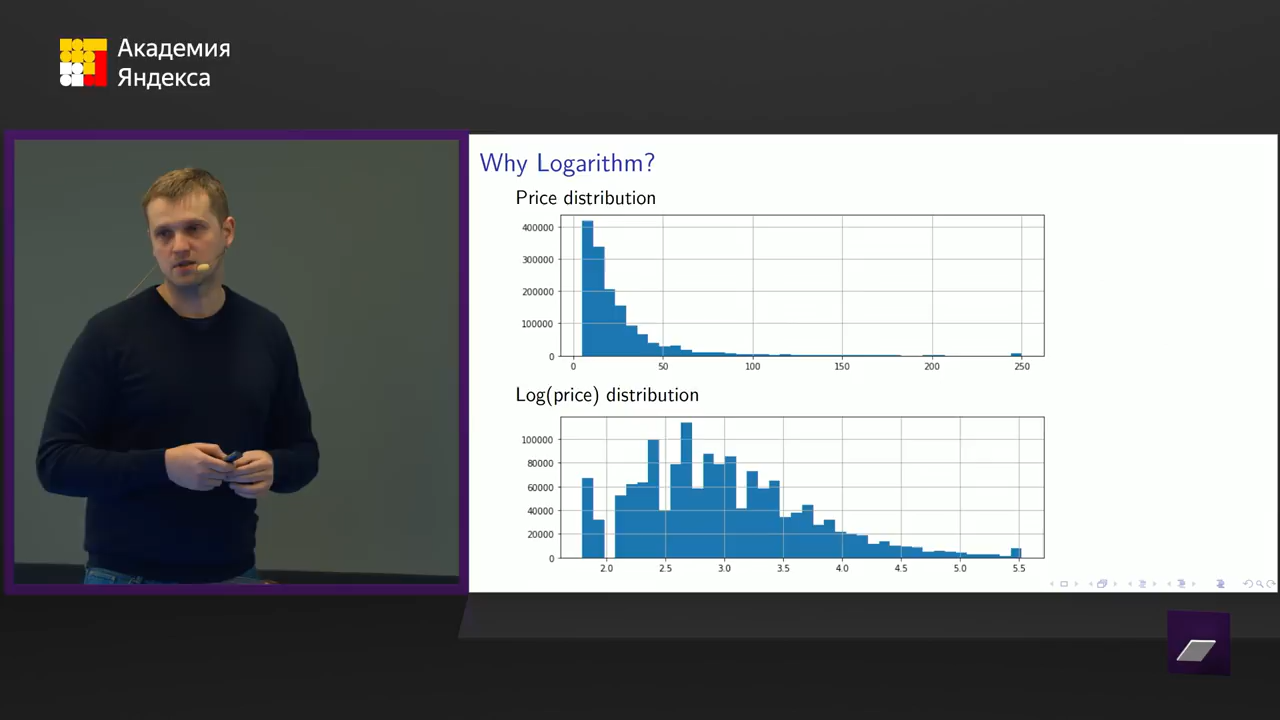 Академия
Яндекса
Why Logarithm?
Price distribution
400000
300000
200000
100000
0
0 50 100 150 200 250
Log(price) distribution
100000
80000
60000
40000
20000
0
2.0 2.5 3.0 3.5 4.0 4.5 5.0 5.5